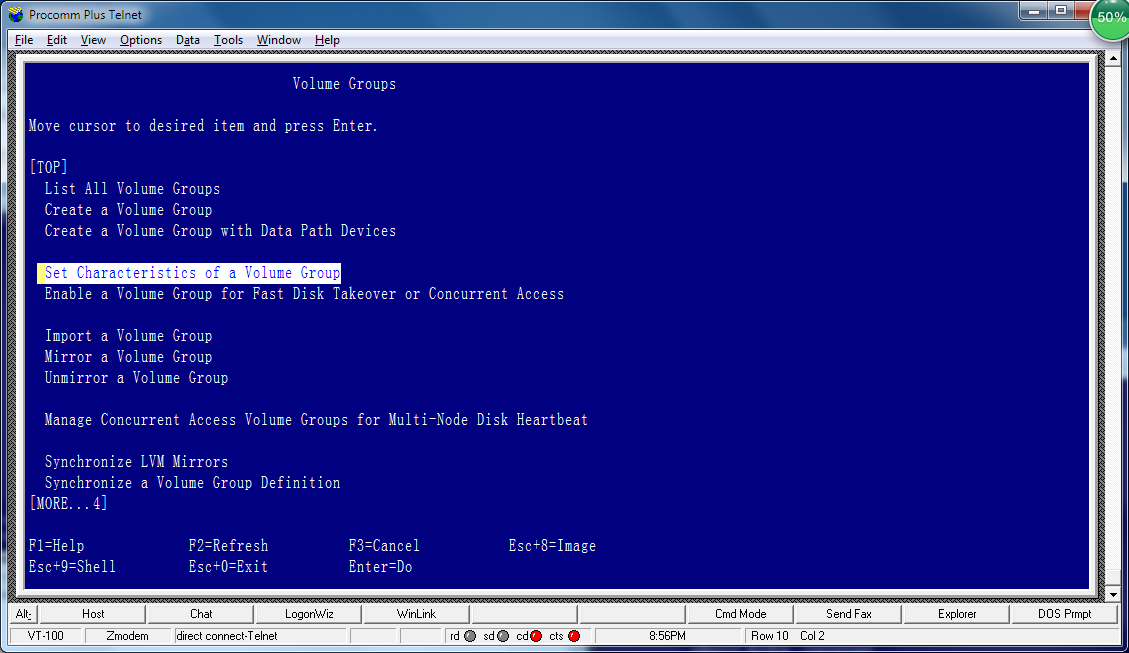 Procomm Plus Telnet
50%
File Edit View Options Data Tools Window Help
Volume Groups
Move cursor to desired item and press Enter.
[TOP]
List All Volume Groups
Create a Volume Group
Create a Volume Group with Data Path Devices
Set Characteristics of a Volume Group
Enable a Volume Group for Fast Disk Takeover or Concurrent Access
Import a Volume Group
Mirror a Volume Group
Unmirror a Volume Group
Manage Concurrent Access Volume Groups for Multi-Node Disk Heartbeat
Synchronize LVM Mirrors
Synchronize a Volume Group Definition
[MORE...4]
F1=Help F2=Refresh F3=Cancel Esc+8=Image
Esc+9=Shell Esc+0=Exit Enter=Do
Alt- Host Chat LogonWiz WinLink Cmd Mode Send Fax Explorer DOS Prmpt
VT-100 Zmodem direct connect-Telnet rd sd cd cts 8:56PM Row 10 Col 2